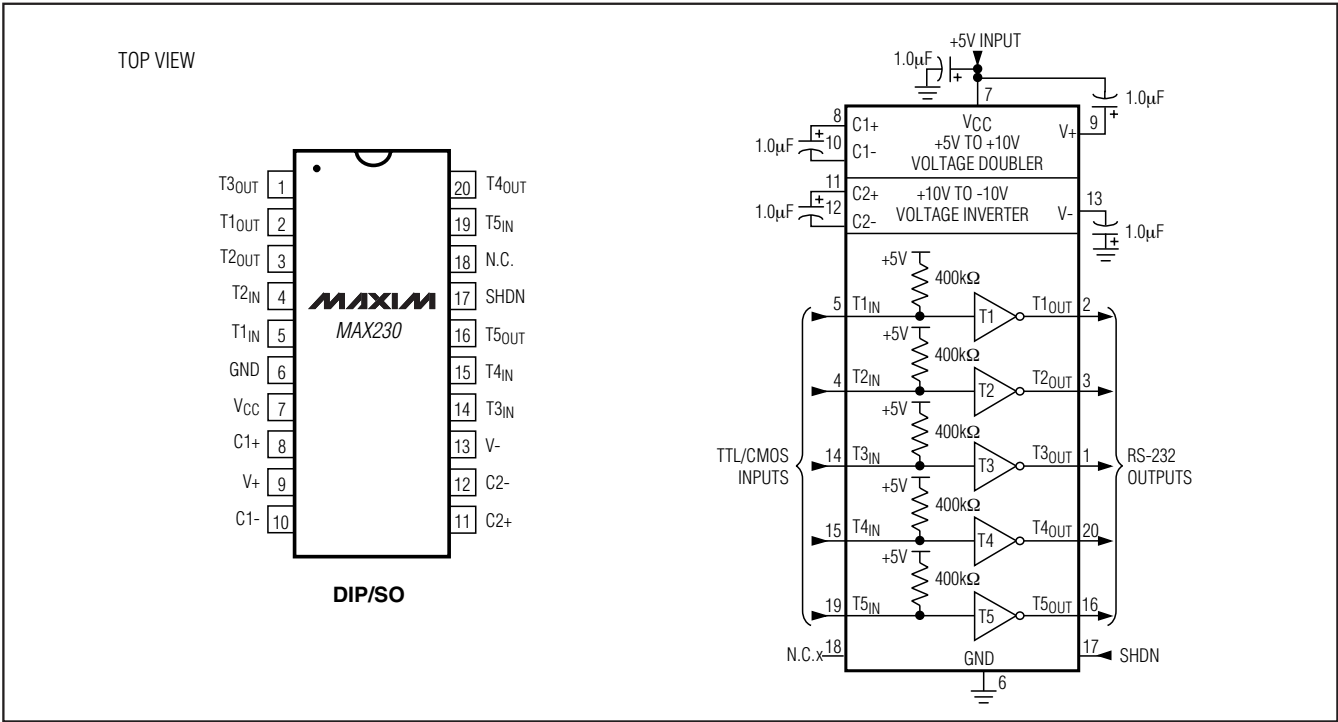 TOP VIEW
T3OUT 1
T1OUT 2
T2OUT 3
T2IN 4
T1IN 5
GND 6
VCC 7
C1+ 8
V+ 9
C1- 10
MAXIM
MAX230
20 T4OUT
19 T5IN
18 N.C.
17 SHDN
16 T5OUT
15 T4IN
14 T3IN
13 V-
12 C2-
11 C2+
DIP/SO
+5V INPUT
1.0µF
+
7
1.0µF
+
8 C1+
1.0µF + 10 C1-
VCC
+5V TO +10V
VOLTAGE DOUBLER
V+ 9
11 C2+
1.0µF + 12 C2-
+10V TO -10V
VOLTAGE INVERTER
V- 13
1.0µF
+
TTL/CMOS
INPUTS
+5V
400kΩ
5 T1IN T1 T1OUT 2
+5V
400kΩ
4 T2IN T2 T2OUT 3
+5V
400kΩ
14 T3IN T3 T3OUT 1
+5V
400kΩ
15 T4IN T4 T4OUT 20
+5V
400kΩ
19 T5IN T5 T5OUT 16
RS-232
OUTPUTS
N.C. x 18
GND
17 SHDN
6